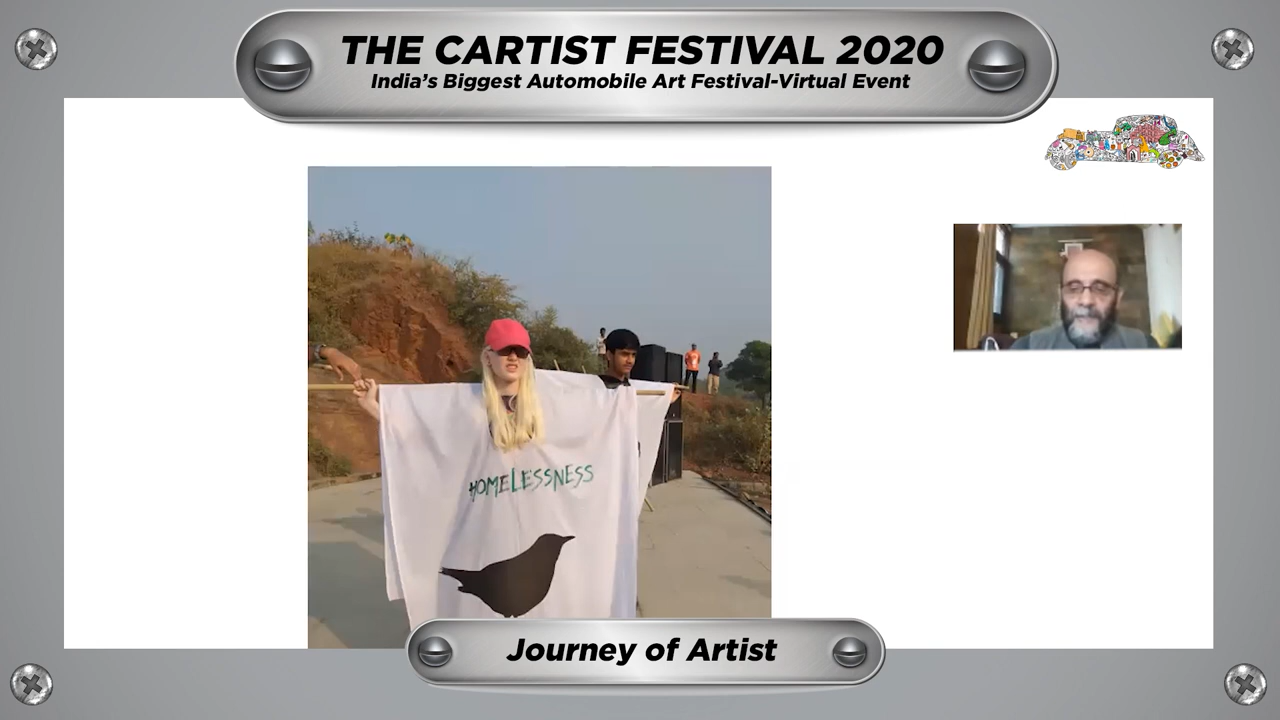 THE CARTIST FESTIVAL 2020
India's Biggest Automobile Art Festival-Virtual Event
HOMELESSNESS
Journey of Artist